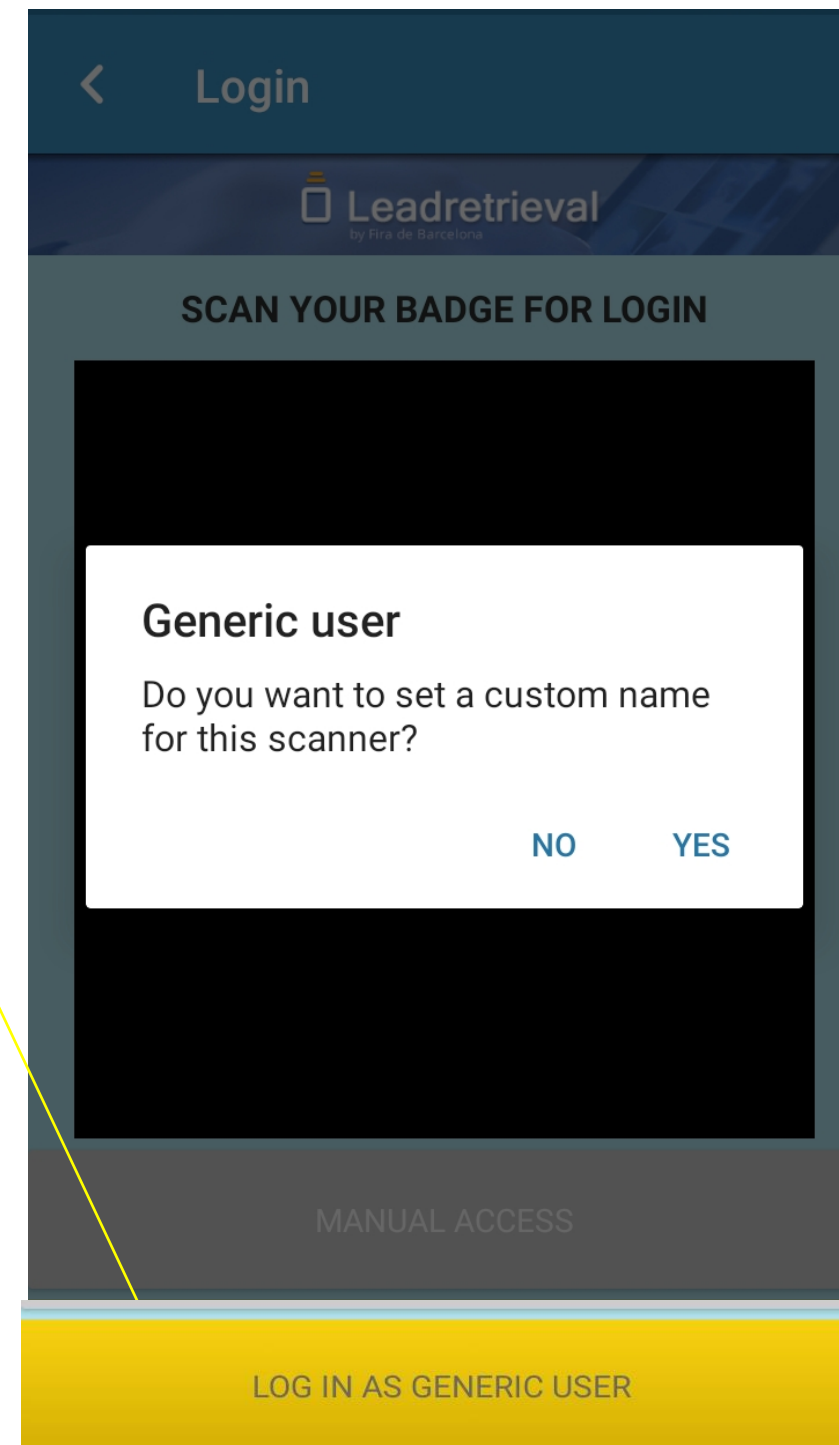 Login
Leadretrieval
by Fira de Barcelona
SCAN YOUR BADGE FOR LOGIN
Generic user
Do you want to set a custom name
for this scanner?
NO YES
MANUAL ACCESS
LOG IN AS GENERIC USER